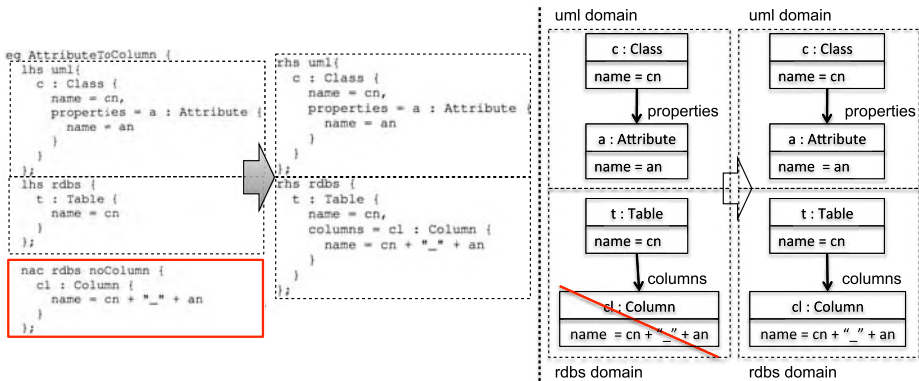 eq AttributeToColumn {
lhs uml{
c : Class {
name = cn,
properties = a : Attribute {
name = an
}
}
};
lhs rdbs {
t : Table {
name = cn
}
};
nac rdbs noColumn {
cl : Column {
name = cn + "_" + an
}
};
rhs uml{
c : Class {
name = cn,
properties = a : Attribute {
name = an
}
}
};
rhs rdbs {
t : Table {
name = cn,
columns = cl : Column {
name = cn + "_" + an
}
}
};
uml domain
c : Class
name = cn
properties
a : Attribute
name = an
t : Table
name = cn
columns
cl : Column
name = cn + “_” + an
rdbs domain
uml domain
c : Class
name = cn
properties
a : Attribute
name = an
t : Table
name = cn
columns
cl : Column
name = cn + “_” + an
rdbs domain